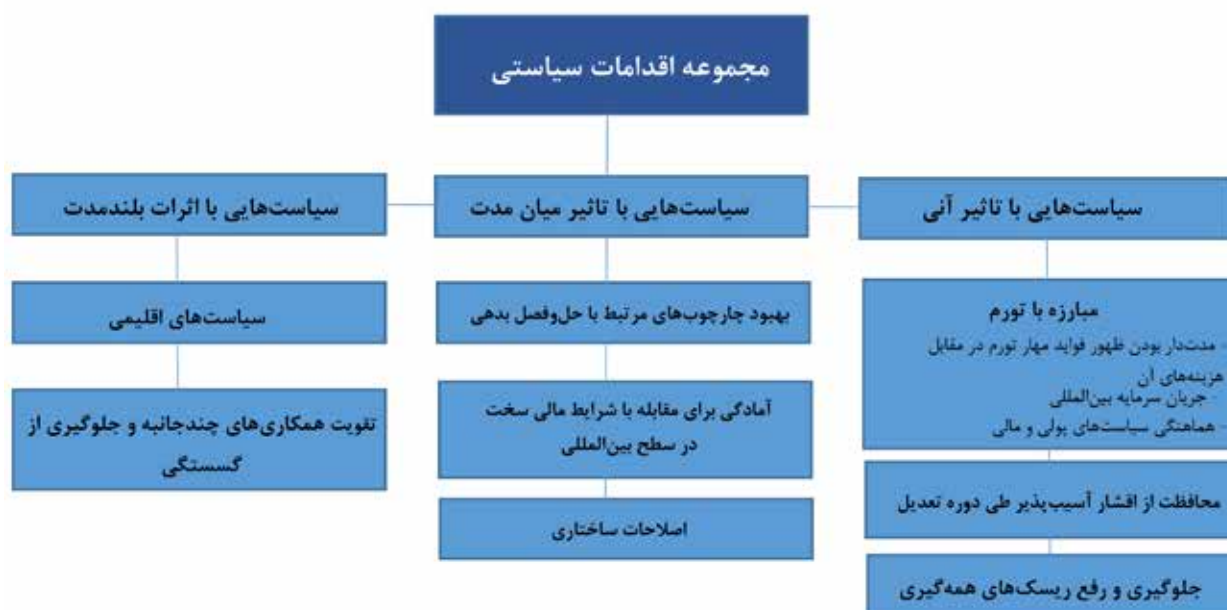 مجموعه اقدامات سیاستی
سیاست‌هایی با تاثیر آنی
مبارزه با تورم
- مدت‌دار بودن ظهور فواید مهار تورم در مقابل
هزینه‌های آن
- جریان سرمایه بین‌المللی
- هماهنگی سیاست‌های پولی و مالی
محافظت از اقشار آسیب‌پذیر طی دوره تعدیل
جلوگیری و رفع ریسک‌های همه‌گیری
سیاست‌هایی با تاثیر میان مدت
بهبود چارچوب‌های مرتبط با حل‌وفصل بدهی
آمادگی برای مقابله با شرایط مالی سخت
در سطح بین‌المللی
اصلاحات ساختاری
سیاست‌هایی با اثرات بلندمدت
سیاست‌های اقلیمی
تقویت همکاری‌های چندجانبه و جلوگیری از
گسستگی